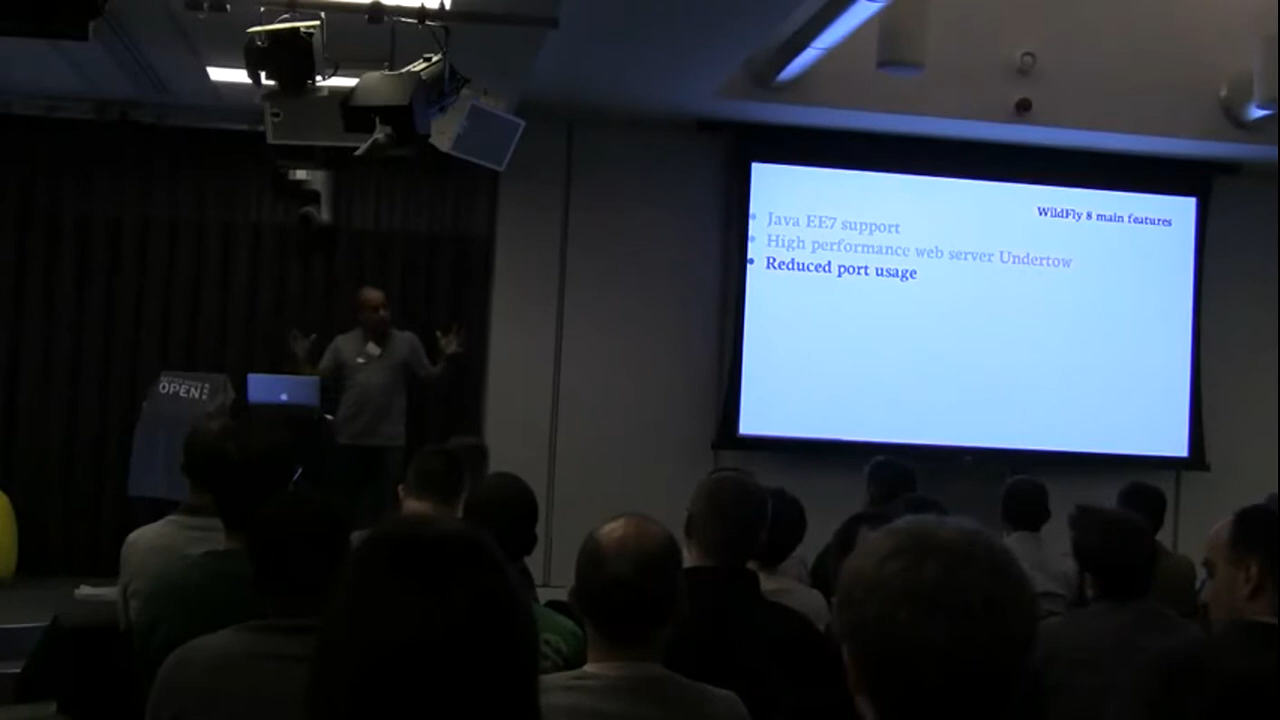 OPEN
WildFly 8 main features
• Java EE7 support
• High performance web server Undertow
• Reduced port usage